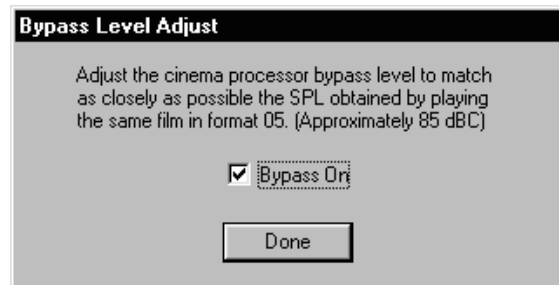 Bypass Level Adjust
Adjust the cinema processor bypass level to match
as closely as possible the SPL obtained by playing
the same film in format 05. (Approximately 85 dBC)
Bypass On
Done